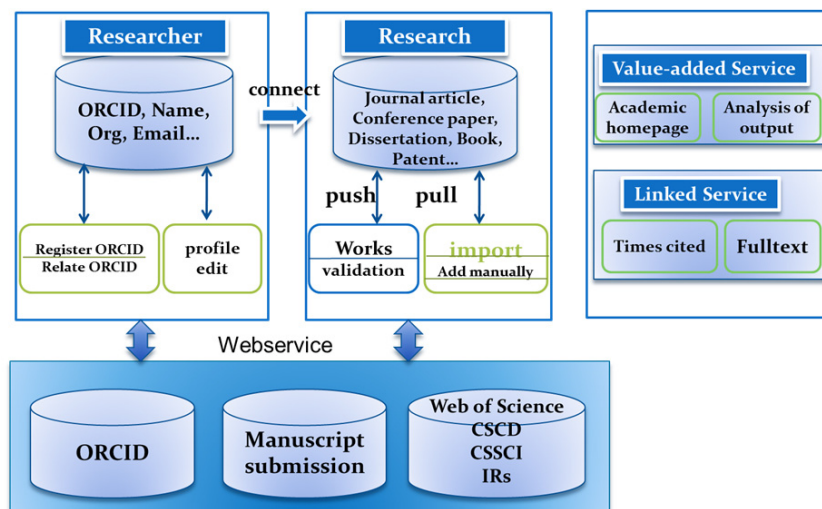 Researcher
ORCID, Name,
Org, Email...
Register ORCID
Relate ORCID
profile
edit
connect
Research
Journal article,
Conference paper,
Dissertation, Book,
Patent...
push
pull
Works
validation
import
Add manually
Value-added Service
Academic
homepage
Analysis of
output
Linked Service
Times cited
Fulltext
Webservice
ORCID
Manuscript
submission
Web of Science
CSCD
CSSCI
IRs